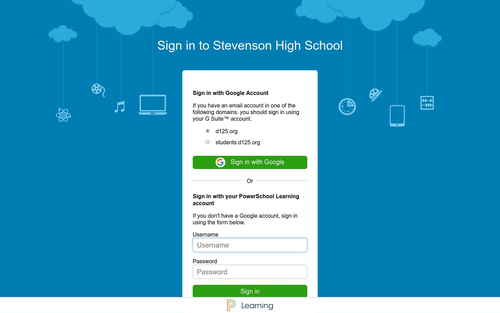 Sign in to Stevenson High School
Sign in with Google Account
If you have an email account in one of the
following domains, you should sign in using
your G Suite™ account.
d125.org
students.d125.org
Sign in with Google
Or
Sign in with your PowerSchool Learning
account
If you don't have a Google account, sign in
using the form below.
Username
Username
Password
Password
Sign in
Learning